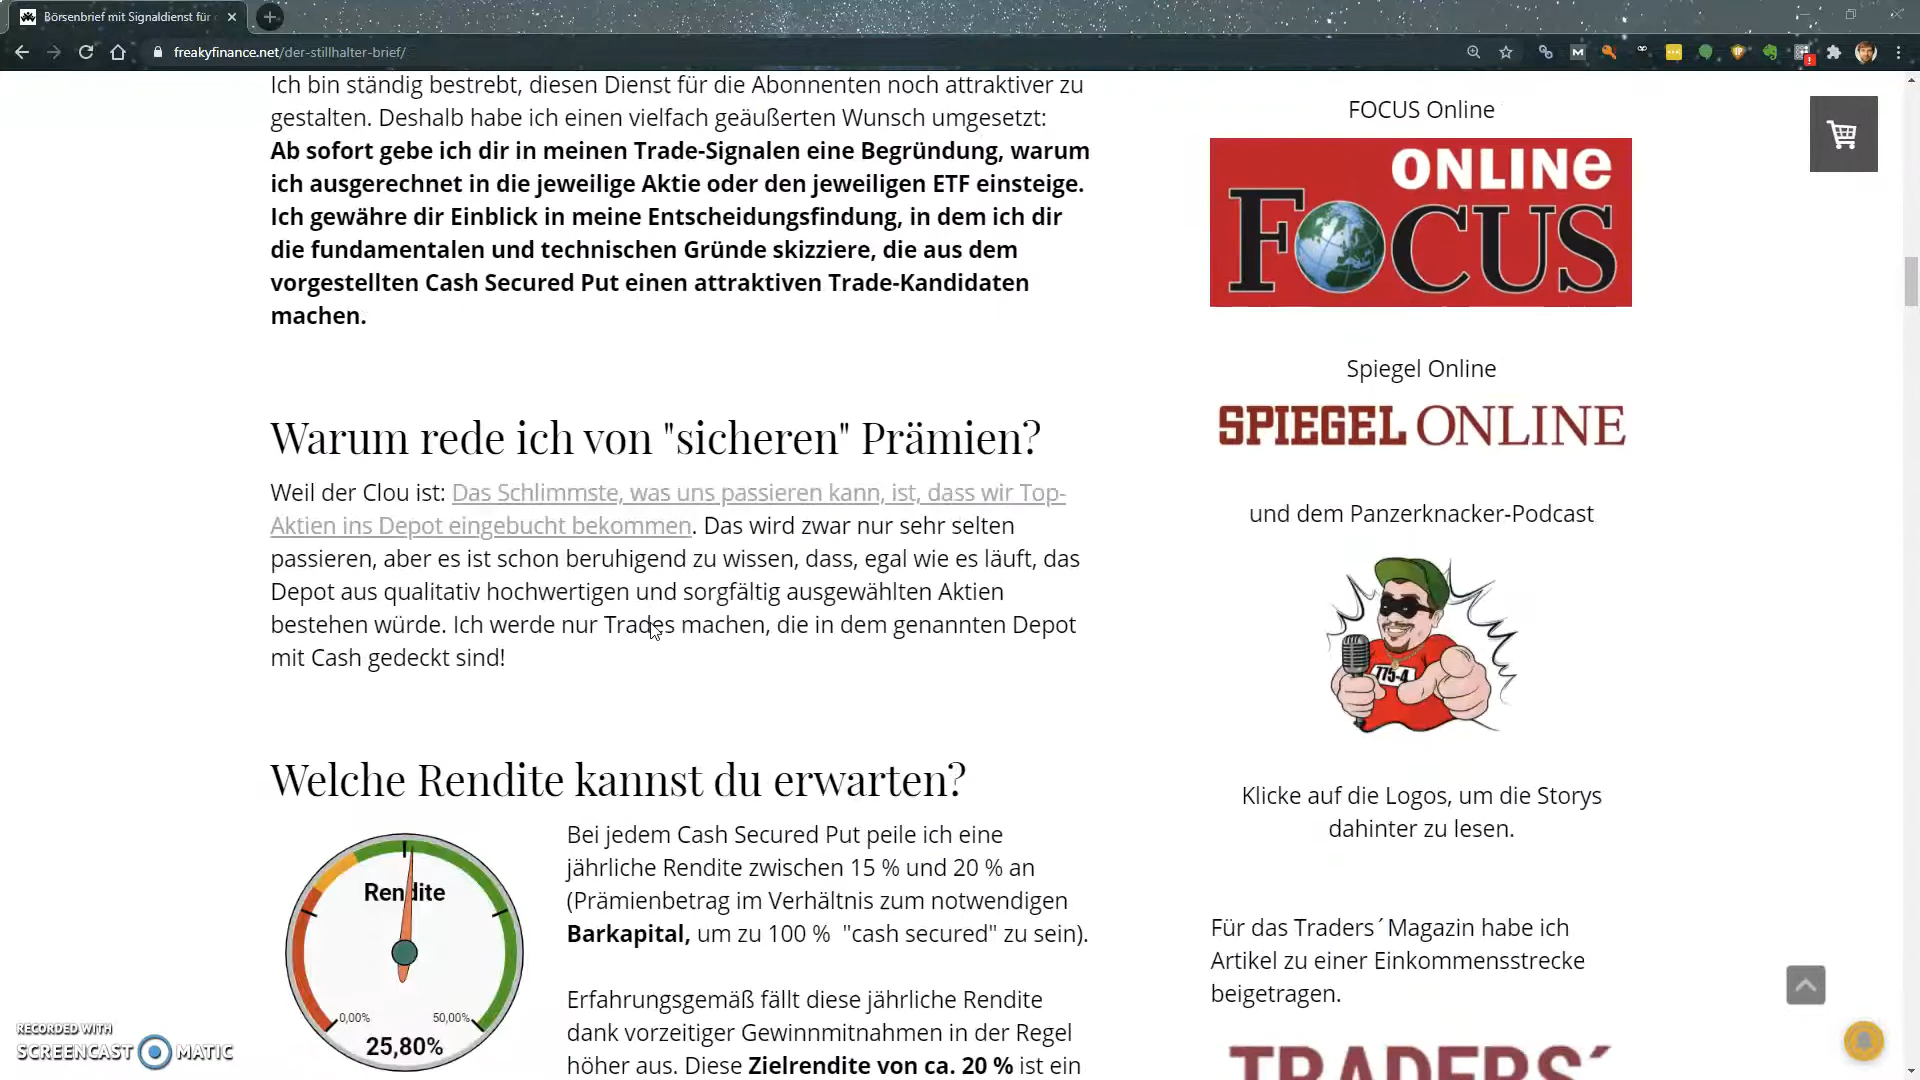 Börsenbrief mit Signaldienst für
freakyfinance.net/der-stillhalter-brief/
Ich bin ständig bestrebt, diesen Dienst für die Abonnenten noch attraktiver zu
gestalten. Deshalb habe ich einen vielfach geäußerten Wunsch umgesetzt:
Ab sofort gebe ich dir in meinen Trade-Signalen eine Begründung, warum
ich ausgerechnet in die jeweilige Aktie oder den jeweiligen ETF einsteige.
Ich gewähre dir Einblick in meine Entscheidungsfindung, in dem ich dir
die fundamentalen und technischen Gründe skizziere, die aus dem
vorgestellten Cash Secured Put einen attraktiven Trade-Kandidaten
machen.
Warum rede ich von "sicheren" Prämien?
Weil der Clou ist: Das Schlimmste, was uns passieren kann, ist, dass wir Top-
Aktien ins Depot eingebucht bekommen. Das wird zwar nur sehr selten
passieren, aber es ist schon beruhigend zu wissen, dass, egal wie es läuft, das
Depot aus qualitativ hochwertigen und sorgfältig ausgewählten Aktien
bestehen würde. Ich werde nur Trades machen, die in dem genannten Depot
mit Cash gedeckt sind!
Welche Rendite kannst du erwarten?
Rendite
0,00%
50,00%
25,80%
Bei jedem Cash Secured Put peile ich eine
jährliche Rendite zwischen 15 % und 20 % an
(Prämienbetrag im Verhältnis zum notwendigen
Barkapital, um zu 100 %  "cash secured" zu sein).
Erfahrungsgemäß fällt diese jährliche Rendite
dank vorzeitiger Gewinnmitnahmen in der Regel
höher aus. Diese Zielrendite von ca. 20 % ist ein
FOCUS Online
ONLINE
FOCUS
Spiegel Online
SPIEGEL ONLINE
und dem Panzerknacker-Podcast
775-4
Klicke auf die Logos, um die Storys
dahinter zu lesen.
Für das Traders´Magazin habe ich
Artikel zu einer Einkommensstrecke
beigetragen.
TRADERS´
RECORDED WITH
SCREENCAST MATIC